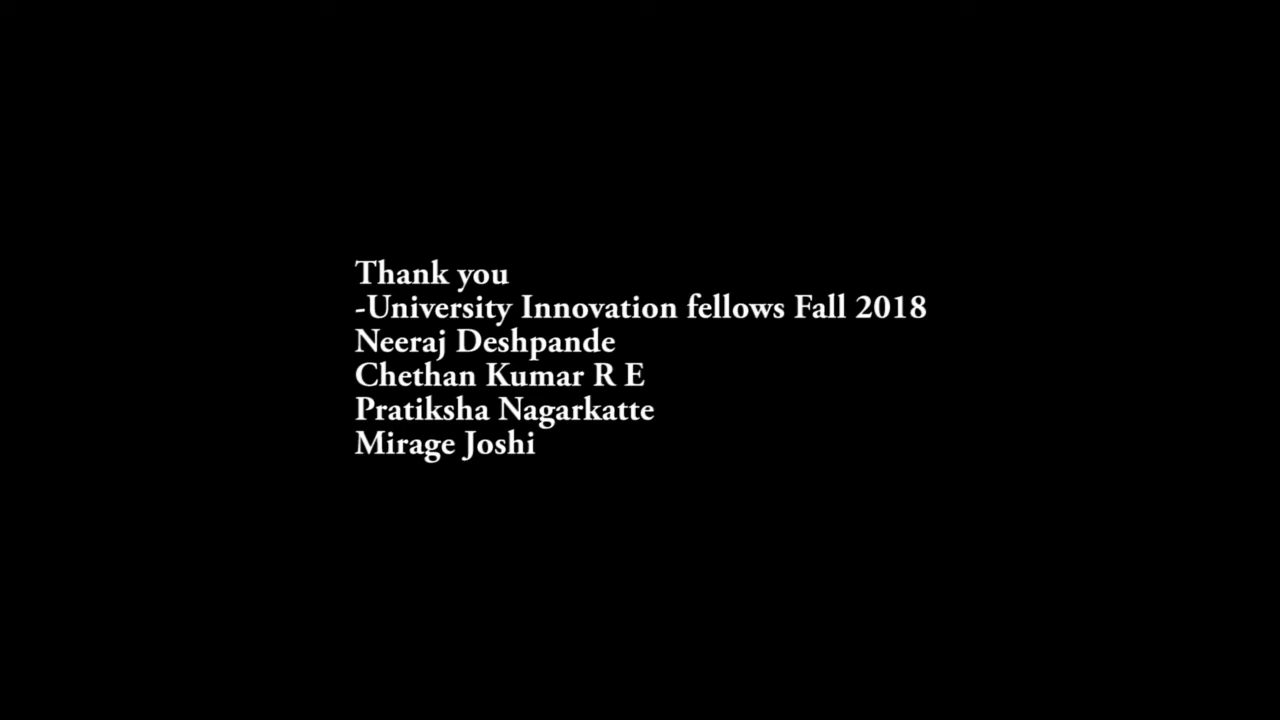 Thank you
-University Innovation fellows Fall 2018
Neeraj Deshpande
Chethan Kumar R E
Pratiksha Nagarkatte
Mirage Joshi